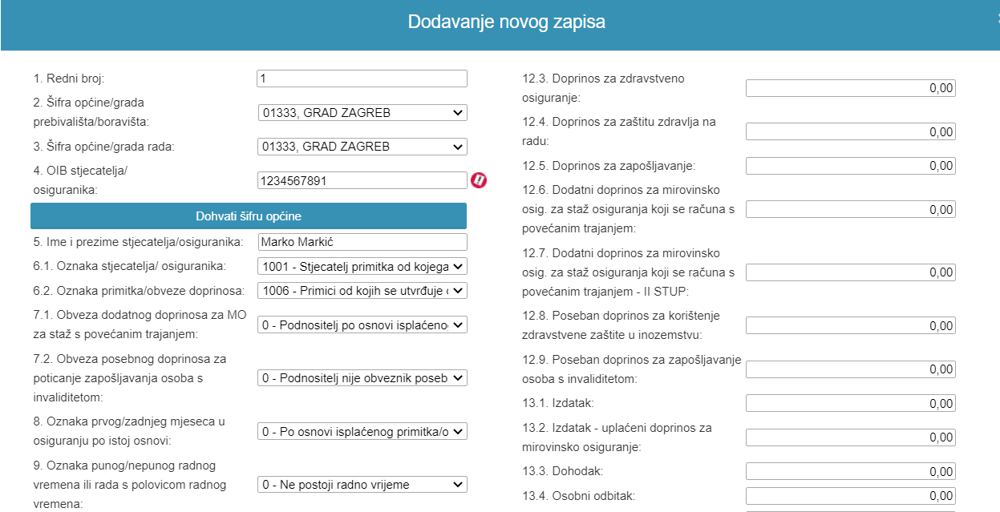 Dodavanje novog zapisa
1. Redni broj:
1
2. Šifra općine/grada
prebivališta/boravišta:
01333, GRAD ZAGREB
3. Šifra općine/grada rada:
01333, GRAD ZAGREB
4. OIB stjecatelja/
osiguranika:
1234567891
Dohvati šifru općine
5. Ime i prezime stjecatelja/osiguranika:
Marko Markić
6.1. Oznaka stjecatelja/ osiguranika:
1001 - Stjecatelj primitka od kojega
6.2. Oznaka primitka/obveze doprinosa:
1006 - Primici od kojih se utvrđuje
7.1. Obveza dodatnog doprinosa za MO
za staž s povećanim trajanjem:
0 - Podnositelj po osnovi isplaćeno
7.2. Obveza posebnog doprinosa za
poticanje zapošljavanja osoba s
invaliditetom:
0 - Podnositelj nije obveznik poseb
8. Oznaka prvog/zadnjeg mjeseca u
osiguranju po istoj osnovi:
0 - Po osnovi isplaćenog primitka/o
9. Oznaka punog/nepunog radnog
vremena ili rada s polovicom radnog
vremena:
0 - Ne postoji radno vrijeme
12.3. Doprinos za zdravstveno
osiguranje:
0,00
12.4. Doprinos za zaštitu zdravlja na
radu:
0,00
12.5. Doprinos za zapošljavanje:
0,00
12.6. Dodatni doprinos za mirovinsko
osig. za staž osiguranja koji se računa s
povećanim trajanjem:
0,00
12.7. Dodatni doprinos za mirovinsko
osig. za staž osiguranja koji se računa s
povećanim trajanjem - II STUP:
0,00
12.8. Poseban doprinos za korištenje
zdravstvene zaštite u inozemstvu:
0,00
12.9. Poseban doprinos za zapošljavanje
osoba s invaliditetom:
0,00
13.1. Izdatak:
0,00
13.2. Izdatak - uplaćeni doprinos za
mirovinsko osiguranje:
0,00
13.3. Dohodak:
0,00
13.4. Osobni odbitak:
0,00